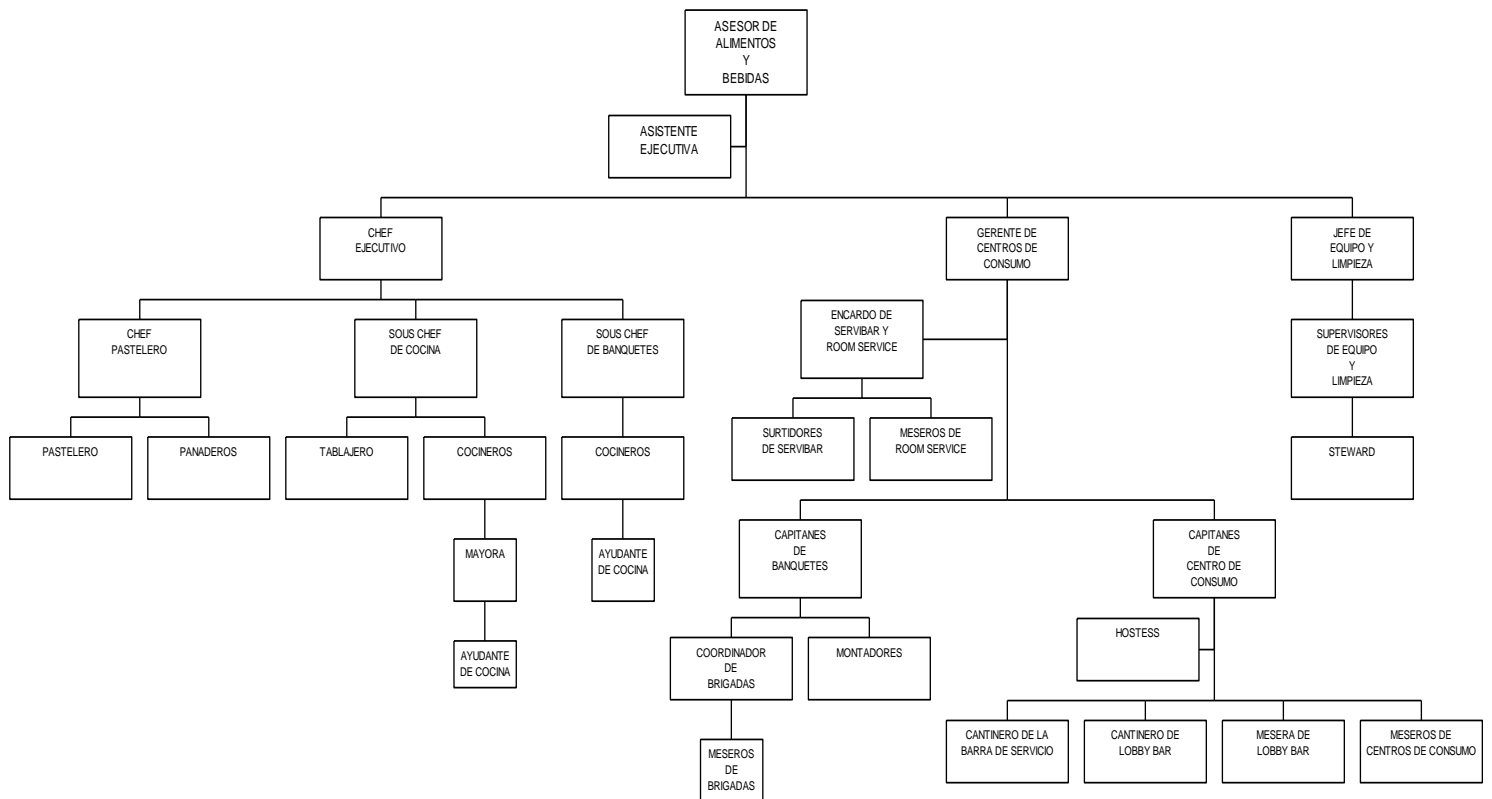 ASESOR DE
ALIMENTOS
Y
BEBIDAS
ASISTENTE
EJECUTIVA
CHEF
EJECUTIVO
GERENTE DE
CENTROS DE
CONSUMO
JEFE DE
EQUIPO Y
LIMPIEZA
CHEF
PASTELERO
SOUS CHEF
DE COCINA
SOUS CHEF
DE BANQUETES
ENCARDO DE
SERVIBAR Y
ROOM SERVICE
SUPERVISORES
DE EQUIPO
Y
LIMPIEZA
PASTELERO
PANADEROS
TABLAJERO
COCINEROS
COCINEROS
SURTIDORES
DE SERVIBAR
MESEROS DE
ROOM SERVICE
STEWARD
MAYORA
AYUDANTE
DE COCINA
CAPITANES
DE
BANQUETES
CAPITANES
DE
CENTRO DE
CONSUMO
AYUDANTE
DE COCINA
COORDINADOR
DE
BRIGADAS
MONTADORES
HOSTESS
MESEROS
DE
BRIGADAS
CANTINERO DE LA
BARRA DE SERVICIO
CANTINERO DE
LOBBY BAR
MESERA DE
LOBBY BAR
MESEROS DE
CENTROS DE CONSUMO